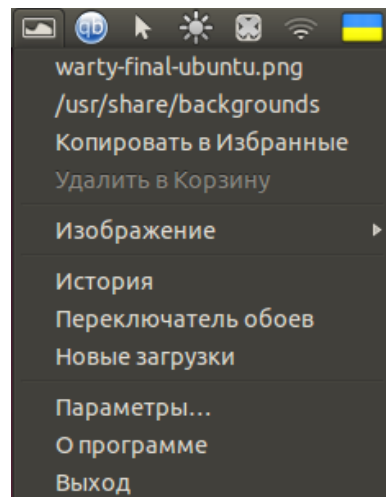 qb
warty-final-ubuntu.png
/usr/share/backgrounds
Копировать в Избранные
Удалить в Корзину
Изображение
История
Переключатель обоев
Новые загрузки
Параметры...
О программе
Выход